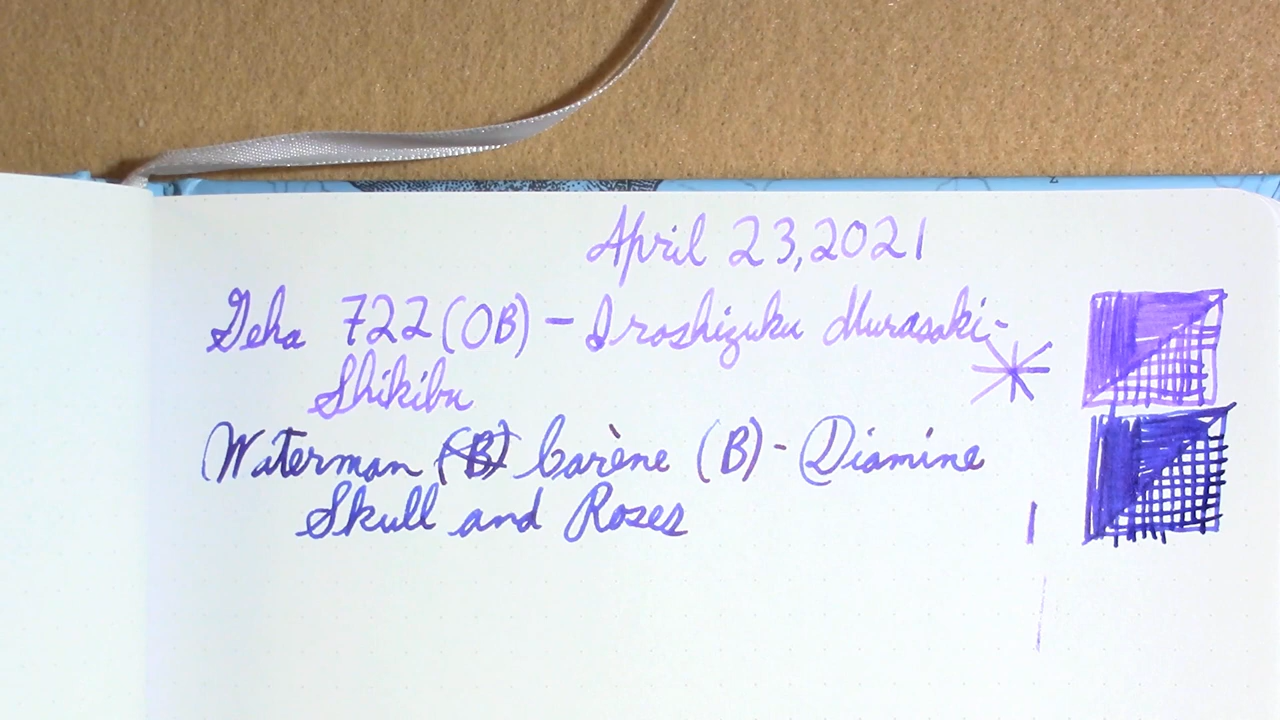 April 23, 2021
Geha 722 (OB) - Iroshizuku Murasaki-
Shikibu
Waterman (B) Carène (B) - Diamine
Skull and Roses